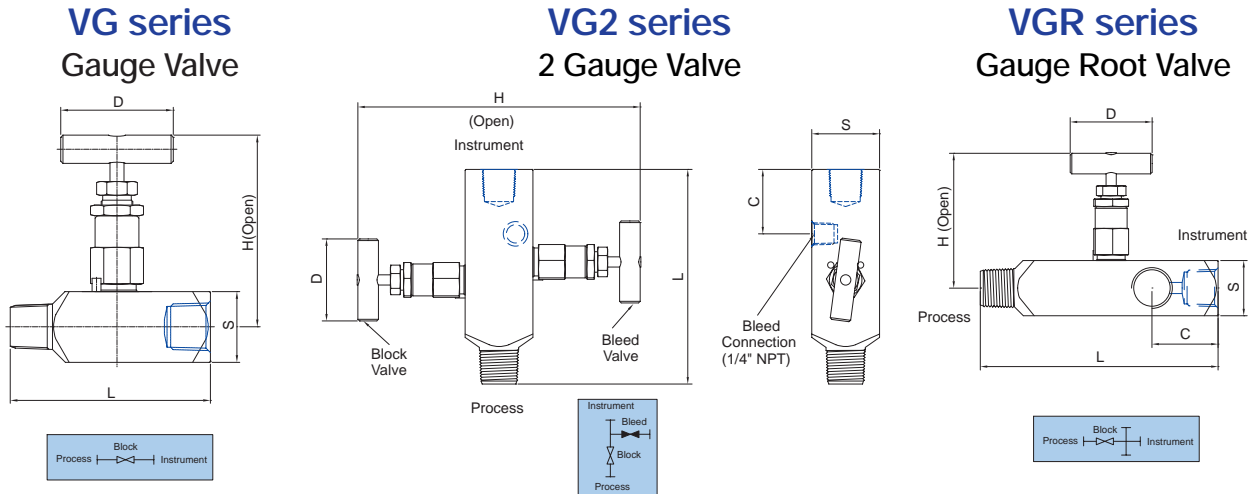 VG series
Gauge Valve
D
H(Open)
S
L
Block
Process
Instrument
VG2 series
2 Gauge Valve
H
(Open)
Instrument
D
L
Block
Valve
Bleed
Valve
Process
S
C
Bleed
Connection
(1/4" NPT)
Instrument
Bleed
Block
Process
VGR series
Gauge Root Valve
D
H (Open)
Instrument
S
Process
C
L
Block
Process
Instrument